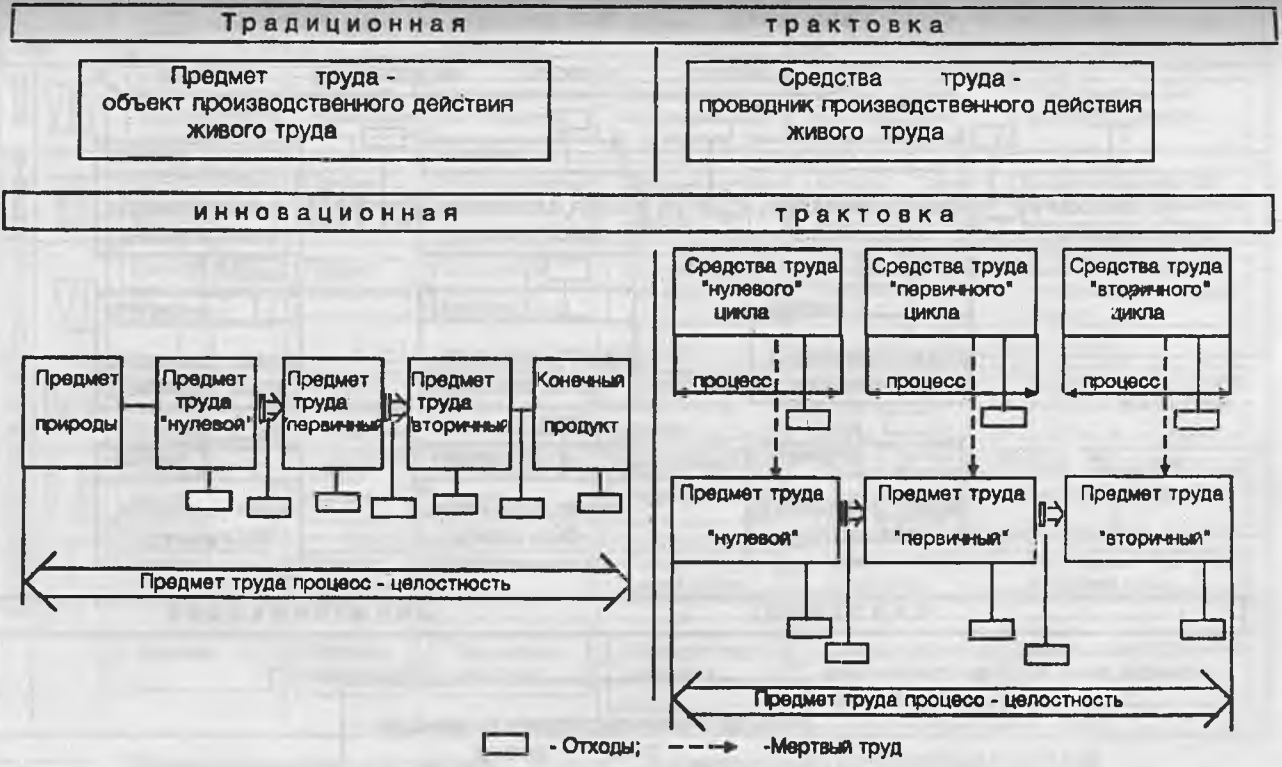 Традиционная трактовка
Предмет труда -
объект производственного действия
живого труда
Средства труда -
проводник производственного действия
живого труда
инновационная трактовка
Предмет
природы
Предмет
труда
"нулевой"
Предмет
труда
"первичный"
Предмет
труда
"вторичный"
Конечный
продукт
Предмет труда процесс - целостность
Средства труда
"нулевого"
цикла
Средства труда
"первичного"
цикла
Средства труда
"вторичного"
цикла
процесс
процесс
процесс
Предмет труда
"нулевой"
Предмет труда
"первичный"
Предмет труда
"вторичный"
Предмет труда процесс - целостность
- Отходы; -Мертвый труд